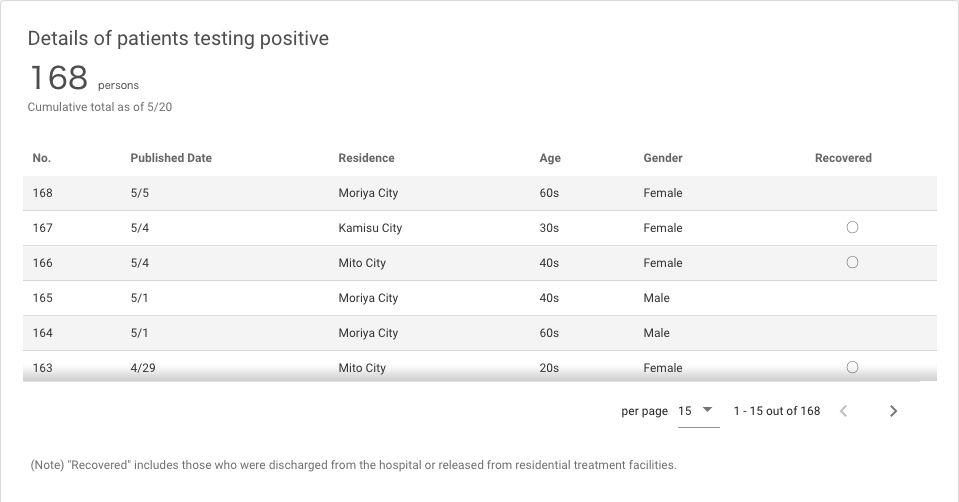 Details of patients testing positive
168 persons
Cumulative total as of 5/20
No. Published Date Residence Age Gender Recovered
168 5/5 Moriya City 60s Female
167 5/4 Kamisu City 30s Female ○
166 5/4 Mito City 40s Female ○
165 5/1 Moriya City 40s Male
164 5/1 Moriya City 60s Male
163 4/29 Mito City 20s Female ○
per page 15 1 - 15 out of 168
(Note) "Recovered" includes those who were discharged from the hospital or released from residential treatment facilities.